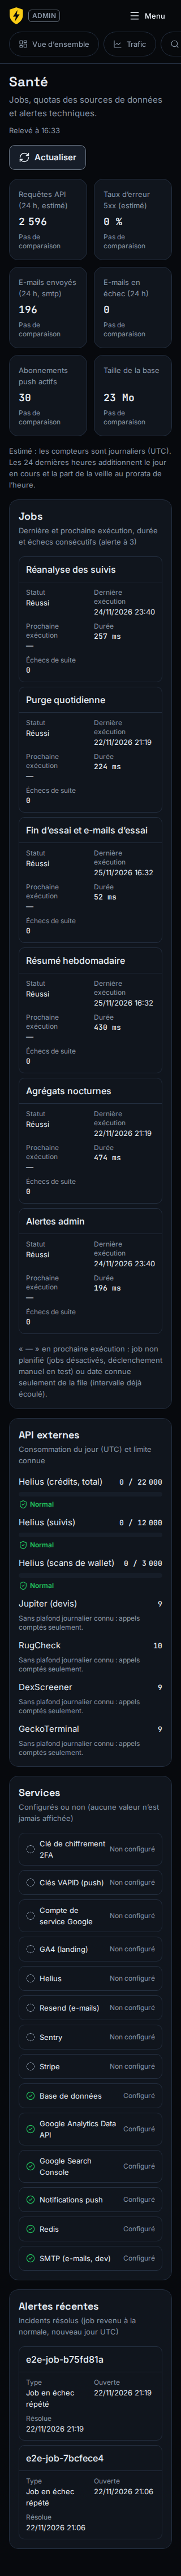 ADMIN
Menu
Vue d'ensemble
Trafic
Santé
Jobs, quotas des sources de données
et alertes techniques.
Relevé à 16:33
Actualiser
Requêtes API
(24 h, estimé)
2 596
Pas de
comparaison
Taux d'erreur
5xx (estimé)
0 %
Pas de
comparaison
E-mails envoyés
(24 h, smtp)
196
Pas de
comparaison
E-mails en
échec (24 h)
0
Pas de
comparaison
Abonnements
push actifs
30
Pas de
comparaison
Taille de la base
23 Mo
Pas de
comparaison
Estimé : les compteurs sont journaliers (UTC).
Les 24 dernières heures additionnent le jour
en cours et la part de la veille au prorata de
l'heure.
Jobs
Dernière et prochaine exécution, durée
et échecs consécutifs (alerte à 3)
Réanalyse des suivis
Statut
Réussi
Dernière
exécution
24/11/2026 23:40
Prochaine
exécution
—
Durée
257 ms
Échecs de suite
0
Purge quotidienne
Statut
Réussi
Dernière
exécution
22/11/2026 21:19
Prochaine
exécution
—
Durée
224 ms
Échecs de suite
0
Fin d'essai et e-mails d'essai
Statut
Réussi
Dernière
exécution
25/11/2026 16:32
Prochaine
exécution
—
Durée
52 ms
Échecs de suite
0
Résumé hebdomadaire
Statut
Réussi
Dernière
exécution
25/11/2026 16:32
Prochaine
exécution
—
Durée
430 ms
Échecs de suite
0
Agrégats nocturnes
Statut
Réussi
Dernière
exécution
22/11/2026 21:19
Prochaine
exécution
—
Durée
474 ms
Échecs de suite
0
Alertes admin
Statut
Réussi
Dernière
exécution
24/11/2026 23:40
Prochaine
exécution
—
Durée
196 ms
Échecs de suite
0
« — » en prochaine exécution : job non
planifié (jobs désactivés, déclenchement
manuel en test) ou date connue
seulement de la file (intervalle déjà
écoulé).
API externes
Consommation du jour (UTC) et limite
connue
Helius (crédits, total)
0 / 22 000
Normal
Helius (suivis)
0 / 12 000
Normal
Helius (scans de wallet)
0 / 3 000
Normal
Jupiter (devis)
9
Sans plafond journalier connu : appels
comptés seulement.
RugCheck
10
Sans plafond journalier connu : appels
comptés seulement.
DexScreener
9
Sans plafond journalier connu : appels
comptés seulement.
GeckoTerminal
9
Sans plafond journalier connu : appels
comptés seulement.
Services
Configurés ou non (aucune valeur n'est
jamais affichée)
Clé de chiffrement
2FA
Non configuré
Clés VAPID (push)
Non configuré
Compte de
service Google
Non configuré
GA4 (landing)
Non configuré
Helius
Non configuré
Resend (e-mails)
Non configuré
Sentry
Non configuré
Stripe
Non configuré
Base de données
Configuré
Google Analytics Data
API
Configuré
Google Search
Console
Configuré
Notifications push
Configuré
Redis
Configuré
SMTP (e-mails, dev)
Configuré
Alertes récentes
Incidents résolus (job revenu à la
normale, nouveau jour UTC)
e2e-job-b75fd81a
Type
Job en échec
répété
Ouverte
22/11/2026 21:19
Résolue
22/11/2026 21:19
e2e-job-7bcfece4
Type
Job en échec
répété
Ouverte
22/11/2026 21:06
Résolue
22/11/2026 21:06